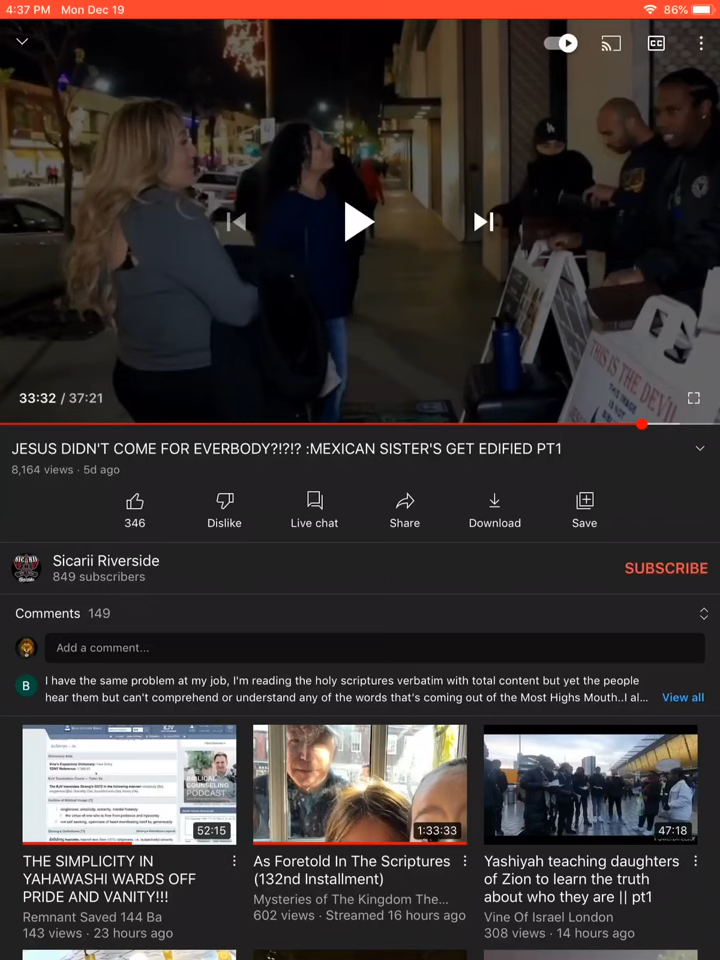 4:37 PM Mon Dec 19
86%
CC
33:32 / 37:21
THIS IS THE DEVIL
THE IMAGE
IS NOT
JESUS DIDN'T COME FOR EVERBODY?!?!? :MEXICAN SISTER'S GET EDIFIED PT1
8,164 views · 5d ago
346
Dislike
Live chat
Share
Download
Save
Sicarii Riverside
849 subscribers
SUBSCRIBE
Comments 149
Add a comment...
B
I have the same problem at my job, I'm reading the holy scriptures verbatim with total content but yet the people
hear them but can't comprehend or understand any of the words that's coming out of the Most Highs Mouth..I al...
View all
BIBLICAL
COUNSELING
PODCAST
52:15
1:33:33
47:18
THE SIMPLICITY IN
YAHAWASHI WARDS OFF
PRIDE AND VANITY!!!
Remnant Saved 144 Ba
143 views · 23 hours ago
As Foretold In The Scriptures
(132nd Installment)
Mysteries of The Kingdom The...
602 views · Streamed 16 hours ago
Yashiyah teaching daughters
of Zion to learn the truth
about who they are || pt1
Vine Of Israel London
308 views · 14 hours ago